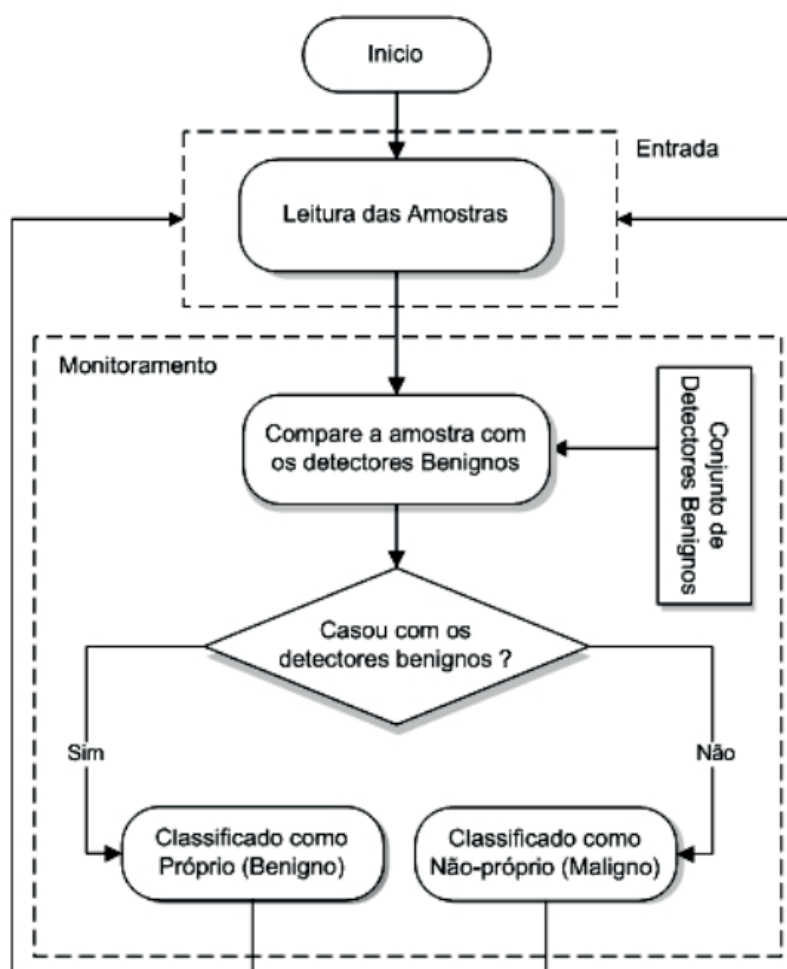 Inicio
Entrada
Leitura das Amostras
Monitoramento
Compare a amostra com
os detectores Benignos
Conjunto de
Detectores Benignos
Casou com os
detectores benignos ?
Sim
Não
Classificado como
Próprio (Benigno)
Classificado como
Não-próprio (Maligno)